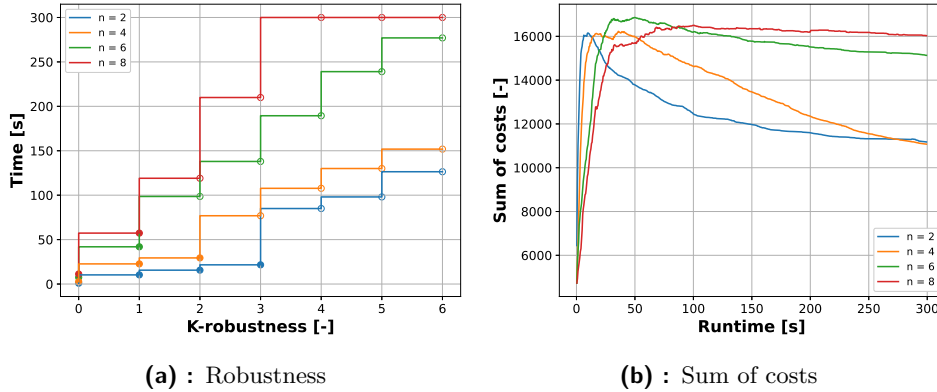 n = 2
n = 4
n = 6
n = 8
300
250
200
150
100
50
0
Time [s]
0 1 2 3 4 5 6
K-robustness [-]
(a) : Robustness
16000
14000
12000
10000
8000
6000
Sum of costs [-]
n = 2
n = 4
n = 6
n = 8
0 50 100 150 200 250 300
Runtime [s]
(b) : Sum of costs